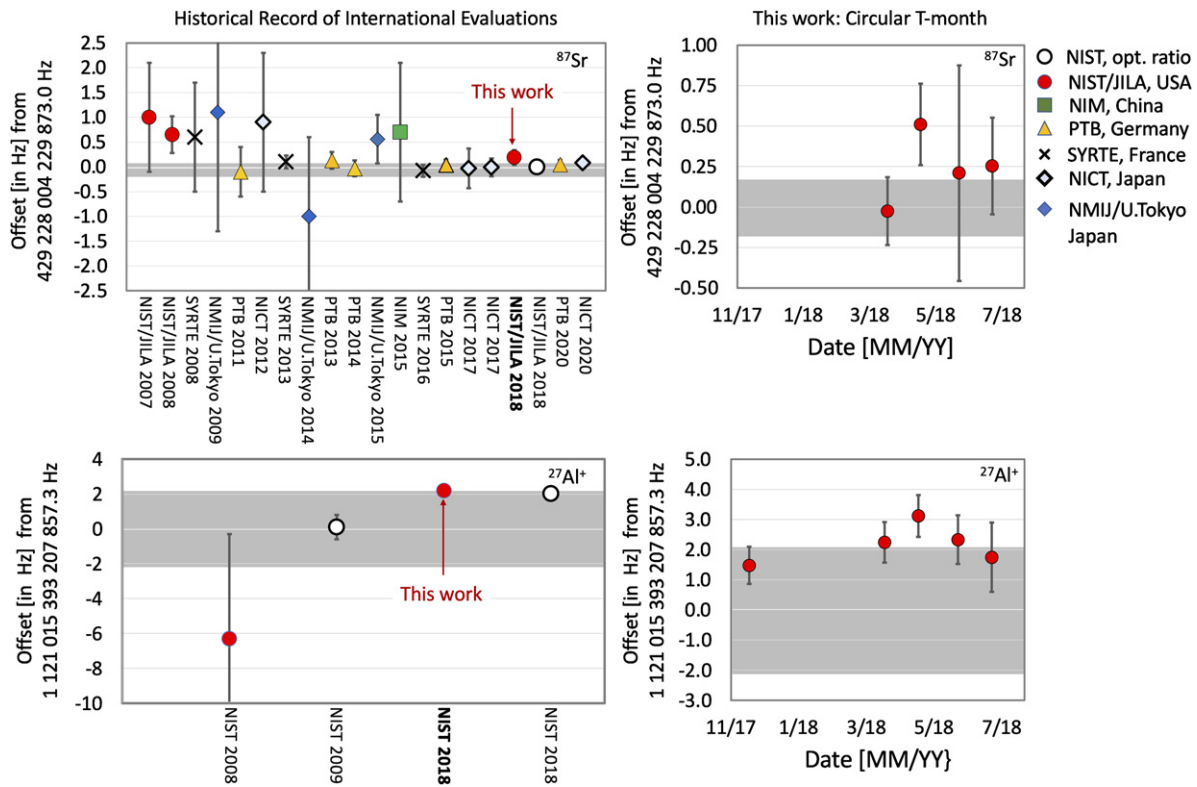 Historical Record of International Evaluations
This work: Circular T-month
Offset [in Hz] from
429 228 004 229 873.0 Hz
2.5
2.0
1.5
1.0
0.5
0.0
-0.5
-1.0
-1.5
-2.0
-2.5
87Sr
This work
NIST/JILA 2007
NIST/JILA 2008
SYRTE 2008
NMIJ/U.Tokyo 2009
PTB 2011
NICT 2012
SYRTE 2013
NMIJ/U.Tokyo 2014
PTB 2013
PTB 2014
NMIJ/U.Tokyo 2015
NIM 2015
SYRTE 2016
PTB 2015
NICT 2017
NICT 2017
NIST/JILA 2018
NIST/JILA 2018
PTB 2020
NICT 2020
Offset [in Hz] from
429 228 004 229 873.0 Hz
1.00
0.75
0.50
0.25
0.00
-0.25
-0.50
87Sr
11/17
1/18
3/18
5/18
7/18
Date [MM/YY]
NIST, opt. ratio
NIST/JILA, USA
NIM, China
PTB, Germany
SYRTE, France
NICT, Japan
NMIJ/U.Tokyo
Japan
Offset [in Hz] from
1 121 015 393 207 857.3 Hz
4
2
0
-2
-4
-6
-8
-10
27Al+
This work
NIST 2008
NIST 2009
NIST 2018
NIST 2018
Offset [in Hz] from
1 121 015 393 207 857.3 Hz
5.0
4.0
3.0
2.0
1.0
0.0
-1.0
-2.0
-3.0
27Al+
11/17
1/18
3/18
5/18
7/18
Date [MM/YY}